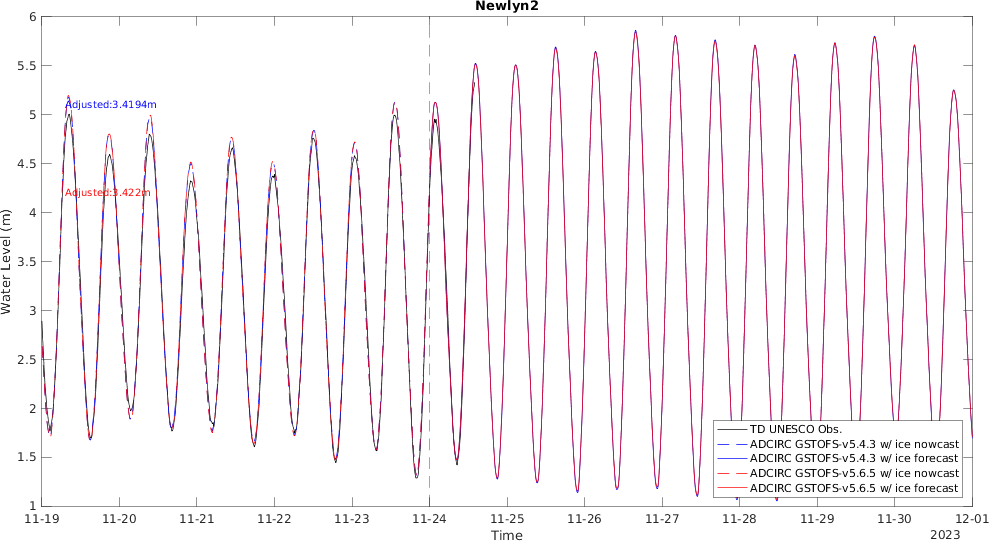 Newlyn2
6
5.5
5
4.5
4
3.5
3
2.5
2
1.5
1
Water Level (m)
Adjusted:3.4194m
Adjusted:3.422m
TD UNESCO Obs.
ADCIRC GSTOFS-v5.4.3 w/ ice nowcast
ADCIRC GSTOFS-v5.4.3 w/ ice forecast
ADCIRC GSTOFS-v5.6.5 w/ ice nowcast
ADCIRC GSTOFS-v5.6.5 w/ ice forecast
11-19 11-20 11-21 11-22 11-23 11-24 11-25 11-26 11-27 11-28 11-29 11-30 12-01
Time
2023